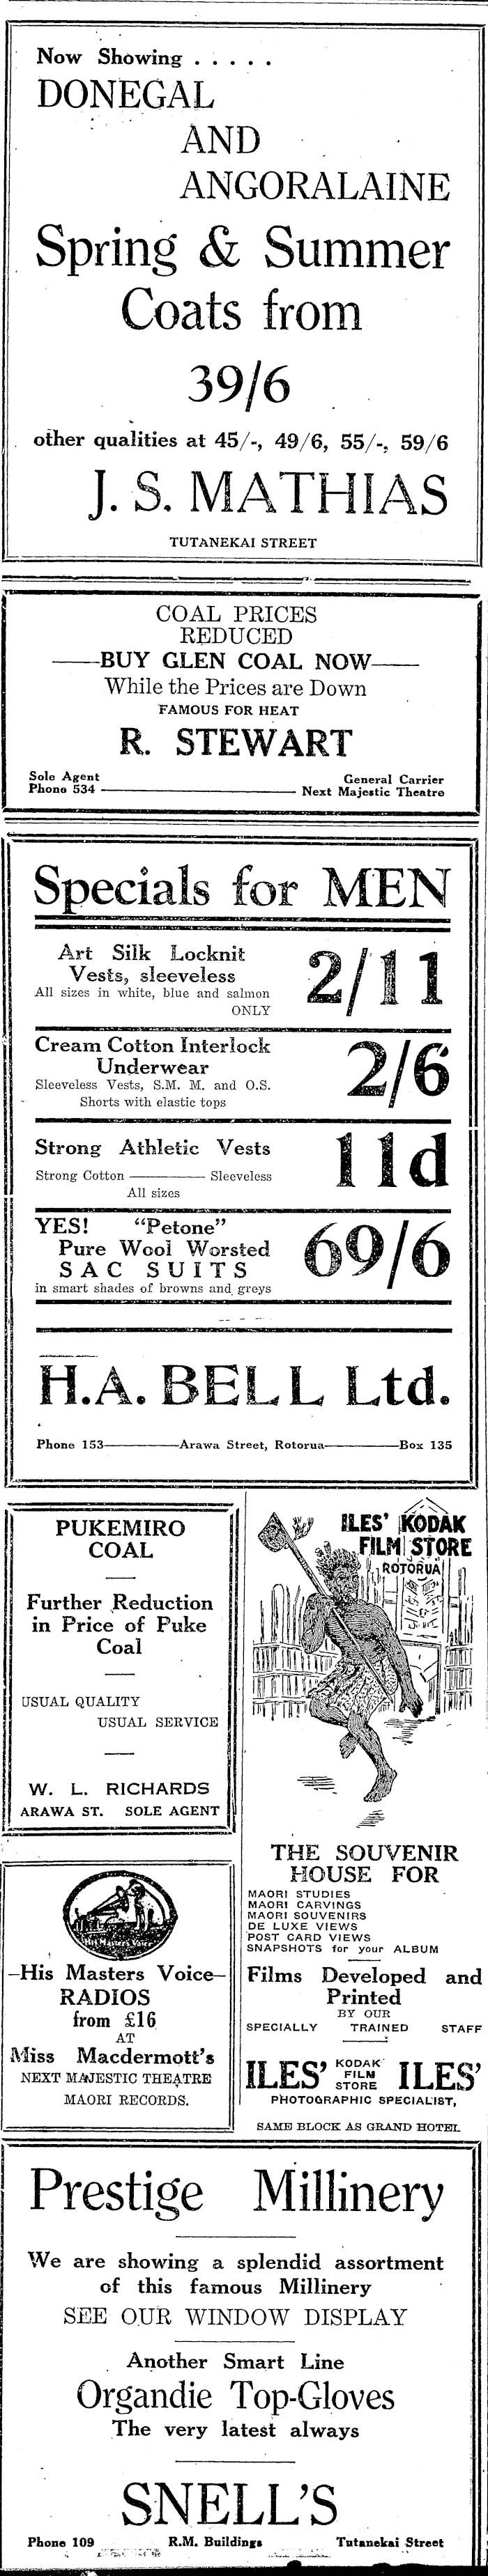 Now Showing . . . . .
DONEGAL
AND
ANGORALAINE
Spring & Summer
Coats from
39/6
other qualities at 45/-, 49/6, 55/-, 59/6
J. S. MATHIAS
TUTANEKAI STREET
COAL PRICES
REDUCED
BUY GLEN COAL NOW
While the Prices are Down
FAMOUS FOR HEAT
R. STEWART
Sole Agent
General Carrier
Phone 534
Next Majestic Theatre
Specials for MEN
Art Silk Locknit
Vests, sleeveless
All sizes in white, blue and salmon
ONLY
2/11
Cream Cotton Interlock
Underwear
Sleeveless Vests, S.M. M. and O.S.
Shorts with elastic tops
2/6
Strong Athletic Vests
Strong Cotton — Sleeveless
All sizes
11d
YES! "Petone"
Pure Wool Worsted
SAC SUITS
in smart shades of browns and greys
69/6
H.A. BELL Ltd.
Phone 153—Arawa Street, Rotorua—Box 135
PUKEMIRO
COAL
Further Reduction
in Price of Puke
Coal
USUAL QUALITY
USUAL SERVICE
W. L. RICHARDS
ARAWA ST. SOLE AGENT
His Masters Voice
RADIOS
from £16
AT
Miss Macdermott's
NEXT MAJESTIC THEATRE
MAORI RECORDS.
ILES' KODAK
FILM STORE
ROTORUA
THE SOUVENIR
HOUSE FOR
MAORI STUDIES
MAORI CARVINGS
MAORI SOUVENIRS
DE LUXE VIEWS
POST CARD VIEWS
SNAPSHOTS for your ALBUM
Films Developed and
Printed
BY OUR
SPECIALLY TRAINED STAFF
ILES' KODAK FILM STORE ILES'
PHOTOGRAPHIC SPECIALIST,
SAME BLOCK AS GRAND HOTEL
Prestige Millinery
We are showing a splendid assortment
of this famous Millinery
SEE OUR WINDOW DISPLAY
Another Smart Line
Organdie Top-Gloves
The very latest always
SNELL'S
Phone 109 R.M. Buildings Tutanekai Street